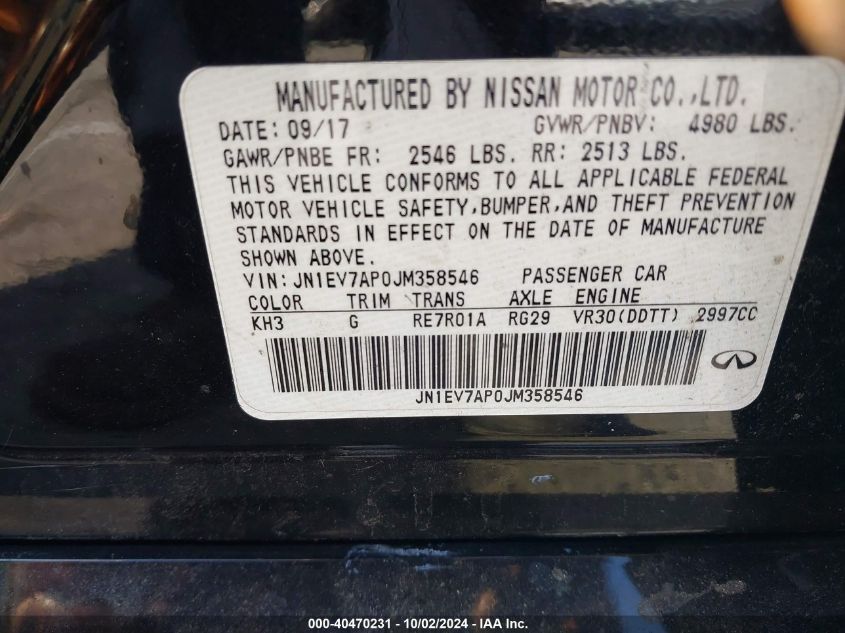 MANUFACTURED BY NISSAN MOTOR CO.,LTD.
DATE: 09/17 GVWR/PNBV: 4980 LBS.
GAWR/PNBE FR: 2546 LBS. RR: 2513 LBS.
THIS VEHICLE CONFORMS TO ALL APPLICABLE FEDERAL
MOTOR VEHICLE SAFETY,BUMPER,AND THEFT PREVENTION
STANDARDS IN EFFECT ON THE DATE OF MANUFACTURE
SHOWN ABOVE.
VIN:JN1EV7AP0JM358546 PASSENGER CAR
COLOR TRIM TRANS AXLE ENGINE
KH3 G RE7R01A RG29 VR30(DDTT) 2997CC
JN1EV7AP0JM358546
000-40470231 - 10/02/2024 - IAA, Inc.